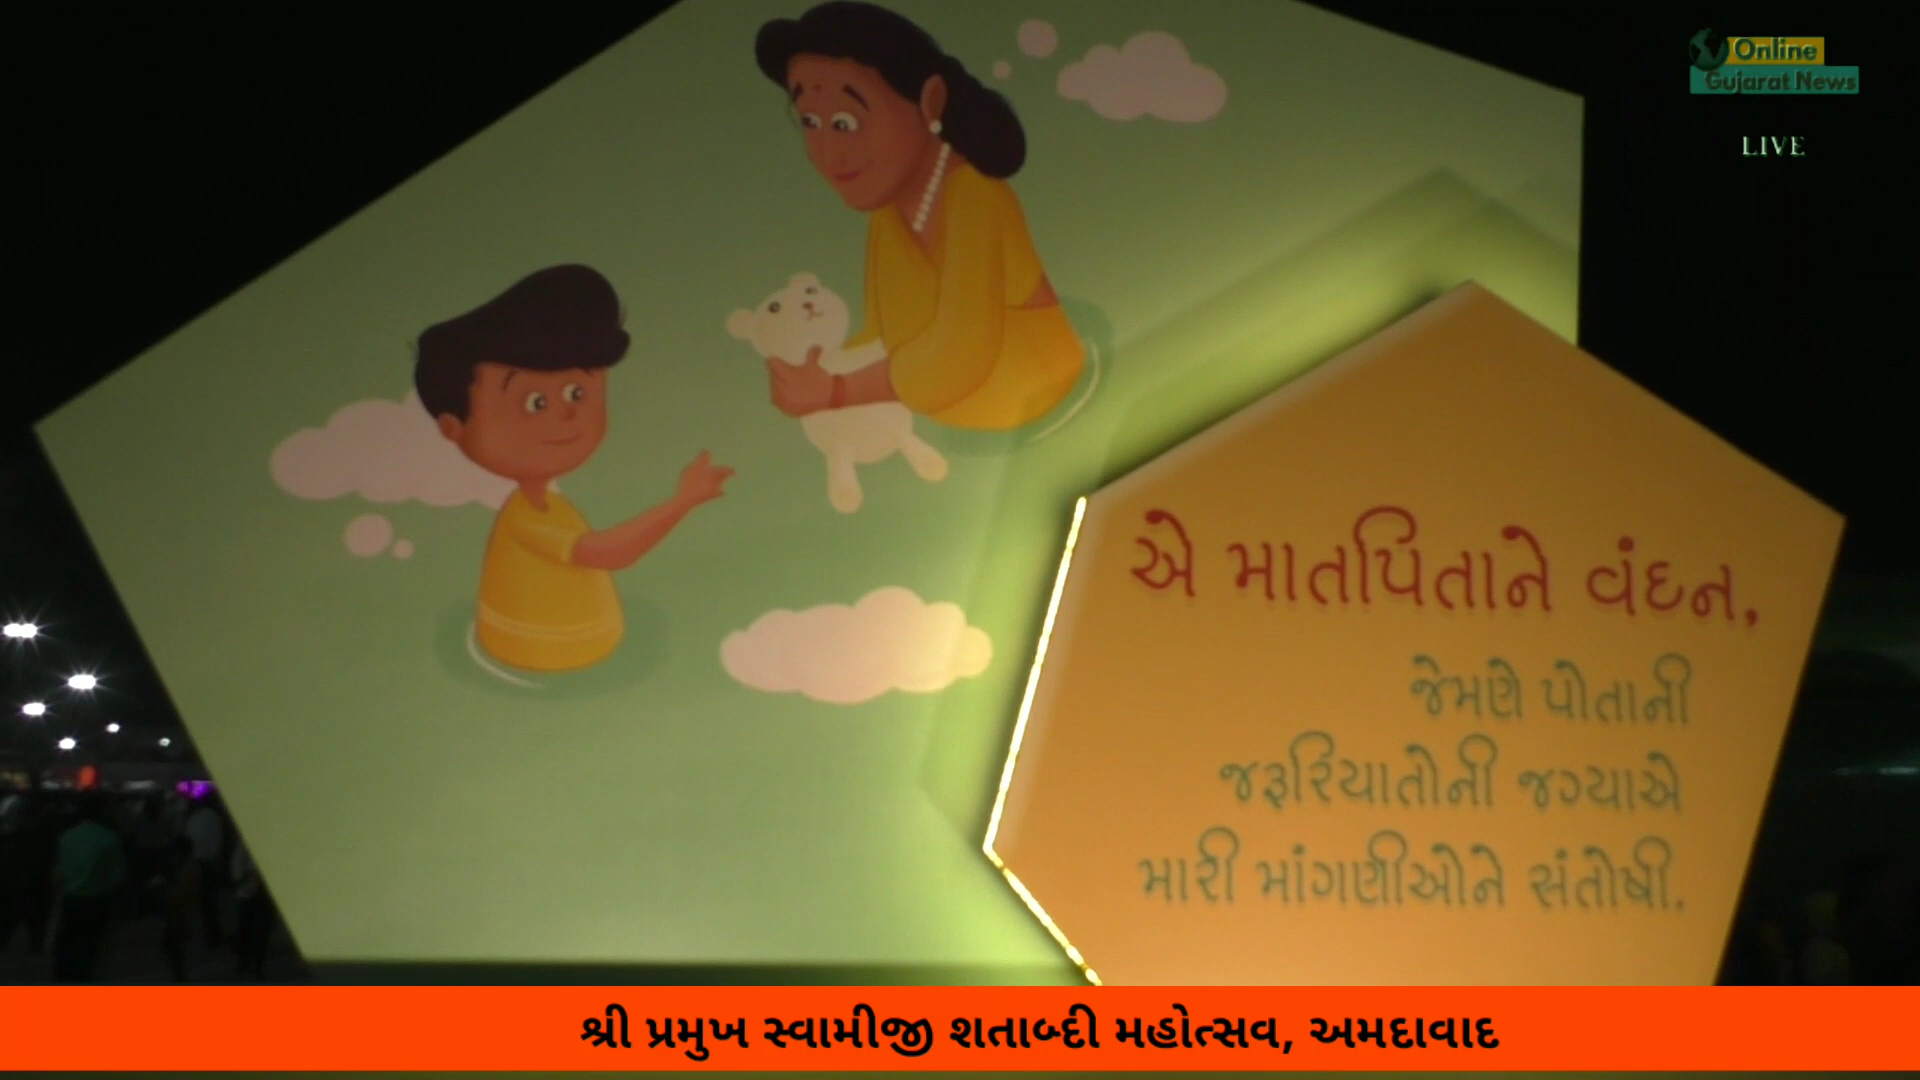 Online
Gujarat News
LIVE
એ માતપિતાને વંદન,
જેમણે પોતાની
જરૂરિયાતોની જગ્યાએ
મારી માંગણીઓને સંતોષી.
શ્રી પ્રમુખ સ્વામીજી શતાબ્દી મહોત્સવ, અમદાવાદ